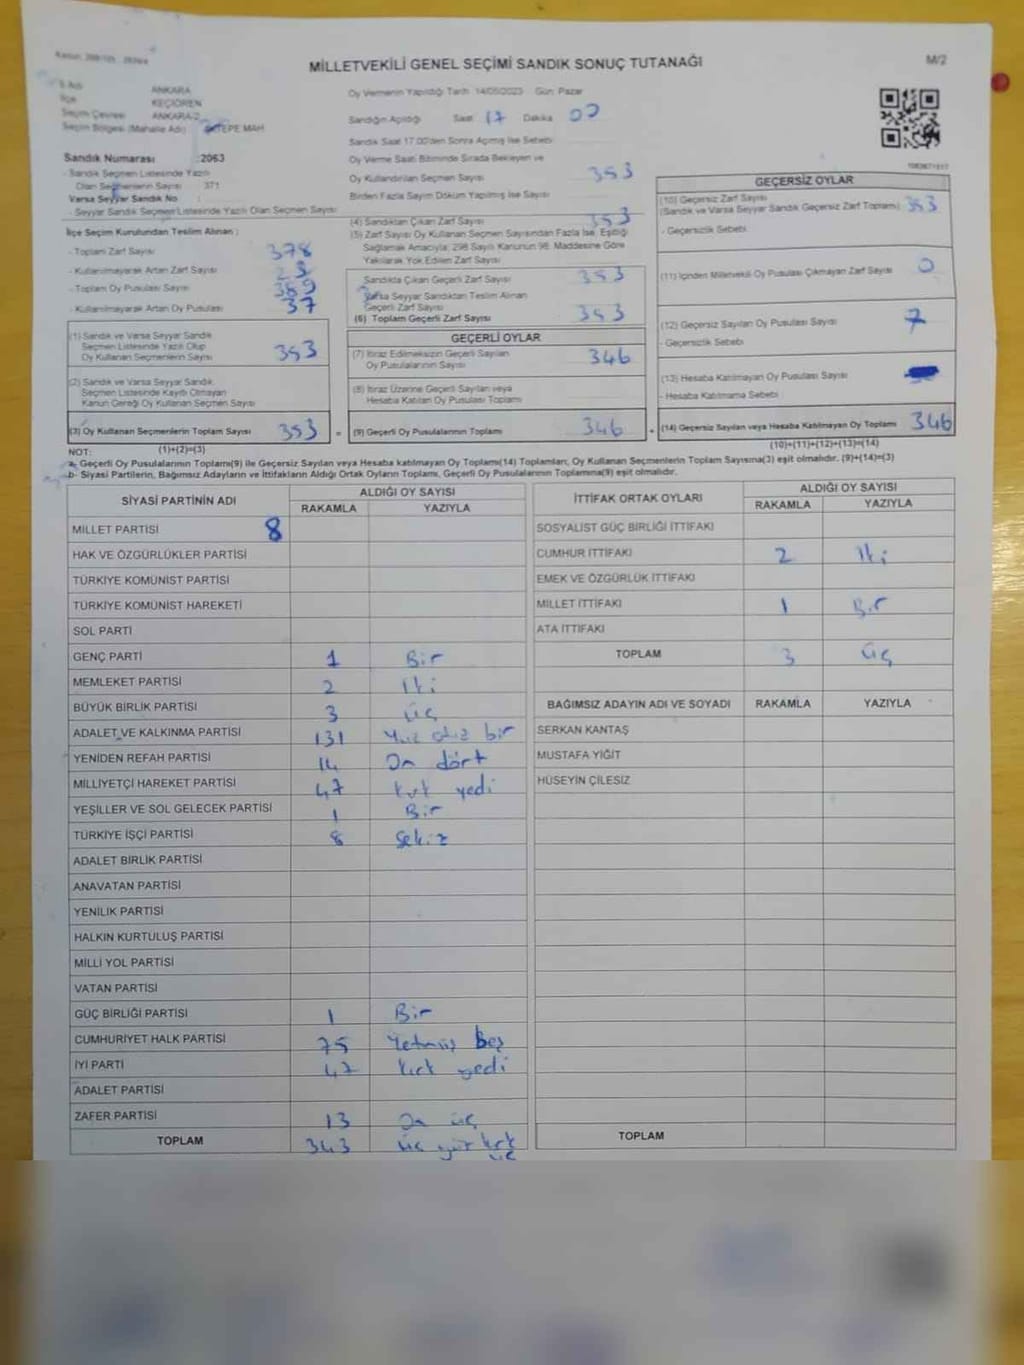 MİLLETVEKİLİ GENEL SEÇİMİ SANDIK SONUÇ TUTANAĞI
M/2
ANKARA
KEÇİÖREN
Seçim Çevresi ANKARA-2
Seçim Bölgesi (Mahalle Adı) TEPE MAH
Sandık Numarası :2063
- Sandık Seçmen Listesinde Yazılı
Olan Seçmenlerin Sayısı 371
Varsa Seyyar Sandık No :
- Seyyar Sandık Seçmen Listesinde Yazılı Olan Seçmen Sayısı
İlçe Seçim Kurulundan Teslim Alınan :
- Toplam Zarf Sayısı 378
- Kullanılmayarak Artan Zarf Sayısı
- Toplam Oy Pusulası Sayısı
- Kullanılmayarak Artan Oy Pusulası 37
(1) Sandık ve Varsa Seyyar Sandık
Seçmen Listesinde Yazılı Olup
Oy Kullanan Seçmenlerin Sayısı 353
(2) Sandık ve Varsa Seyyar Sandık
Seçmen Listesinde Kayıtlı Olmayan
Kanun Gereği Oy Kullanan Seçmen Sayısı
(3) Oy Kullanan Seçmenlerin Toplam Sayısı 353 =
Oy Vermenin Yapıldığı Tarih 14/05/2023 Gün: Pazar
Sandığın Açıldığı Saat 17 Dakika 00
Sandık Saat 17:00'den Sonra Açılmış İse Sebebi
Oy Verme Saati Bitiminde Sırada Bekleyen ve
Oy Kullandırılan Seçmen Sayısı 353
Birden Fazla Sayım Döküm Yapılmış İse Sayısı
(4) Sandıktan Çıkan Zarf Sayısı 353
(5) Zarf Sayısı Oy Kullanan Seçmen Sayısından Fazla İse, Eşitliği
Sağlamak Amacıyla; 298 Sayılı Kanunun 98. Maddesine Göre
Yakılarak Yok Edilen Zarf Sayısı
Sandıkta Çıkan Geçerli Zarf Sayısı 353
Varsa Seyyar Sandıktan Teslim Alınan
Geçerli Zarf Sayısı
(6) Toplam Geçerli Zarf Sayısı 353
GEÇERLİ OYLAR
(7) İtiraz Edilmeksizin Geçerli Sayılan
Oy Pusulalarının Sayısı 346
(8) İtiraz Üzerine Geçerli Sayılan veya
Hesaba Katılan Oy Pusulası Toplamı
(9) Geçerli Oy Pusulalarının Toplamı 346 +
GEÇERSİZ OYLAR
(10) Geçersiz Zarf Sayısı
(Sandık ve Varsa Seyyar Sandık Geçersiz Zarf Toplamı) 353
- Geçersizlik Sebebi
(11) İçinden Milletvekili Oy Pusulası Çıkmayan Zarf Sayısı 0
(12) Geçersiz Sayılan Oy Pusulası Sayısı 7
- Geçersizlik Sebebi
(13) Hesaba Katılmayan Oy Pusulası Sayısı
- Hesaba Katılmama Sebebi
(14) Geçersiz Sayılan veya Hesaba Katılmayan Oy Toplamı 346
NOT: (1)+(2)=(3) (10)+(11)+(12)+(13)=(14)
a- Geçerli Oy Pusulalarının Toplamı(9) ile Geçersiz Sayılan veya Hesaba katılmayan Oy Toplamı(14) Toplamları, Oy Kullanan Seçmenlerin Toplam Sayısına(3) eşit olmalıdır. (9)+(14)=(3)
b- Siyasi Partilerin, Bağımsız Adayların ve İttifakların Aldığı Ortak Oyların Toplamı, Geçerli Oy Pusulalarının Toplamına(9) eşit olmalıdır.
SİYASİ PARTİNİN ADI ALDIĞI OY SAYISI
RAKAMLA YAZIYLA
MİLLET PARTİSİ 8
HAK VE ÖZGÜRLÜKLER PARTİSİ
TÜRKİYE KOMÜNİST PARTİSİ
TÜRKİYE KOMÜNİST HAREKETİ
SOL PARTİ
GENÇ PARTİ 1 Bir
MEMLEKET PARTİSİ 2 İki
BÜYÜK BİRLİK PARTİSİ 3 üç
ADALET VE KALKINMA PARTİSİ 131 Yüz otuz bir
YENİDEN REFAH PARTİSİ 14 On dört
MİLLİYETÇİ HAREKET PARTİSİ 47 kırk yedi
YEŞİLLER VE SOL GELECEK PARTİSİ 1 Bir
TÜRKİYE İŞÇİ PARTİSİ 8 Sekiz
ADALET BİRLİK PARTİSİ
ANAVATAN PARTİSİ
YENİLİK PARTİSİ
HALKIN KURTULUŞ PARTİSİ
MİLLİ YOL PARTİSİ
VATAN PARTİSİ
GÜÇ BİRLİĞİ PARTİSİ 1 Bir
CUMHURİYET HALK PARTİSİ 75 Yetmiş beş
İYİ PARTİ 47 kırk yedi
ADALET PARTİSİ
ZAFER PARTİSİ 13 On üç
TOPLAM 343 üç yüz kırk üç
İTTİFAK ORTAK OYLARI ALDIĞI OY SAYISI
RAKAMLA YAZIYLA
SOSYALİST GÜÇ BİRLİĞİ İTTİFAKI
CUMHUR İTTİFAKI 2 İki
EMEK VE ÖZGÜRLÜK İTTİFAKI
MİLLET İTTİFAKI 1 Bir
ATA İTTİFAKI
TOPLAM 3 üç
BAĞIMSIZ ADAYIN ADI VE SOYADI RAKAMLA YAZIYLA
SERKAN KANTAŞ
MUSTAFA YİĞİT
HÜSEYİN ÇİLESİZ
TOPLAM